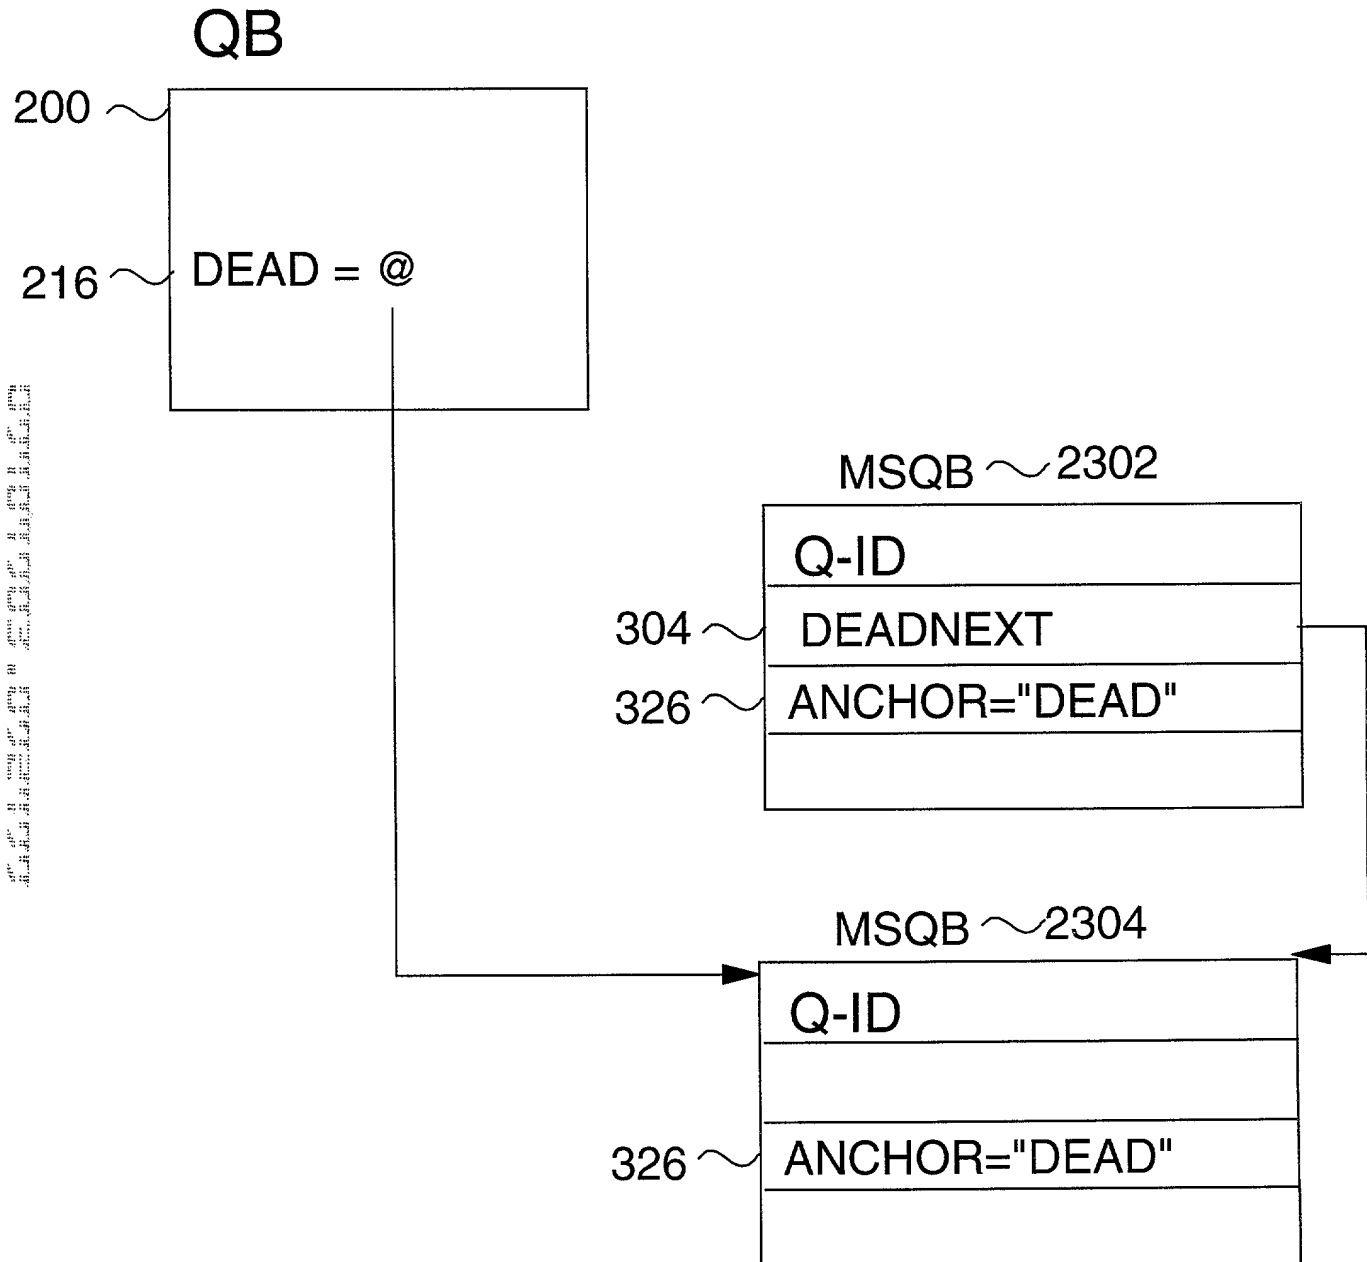 QB
200
216 DEAD = @
MSQB 2302
Q-ID
304 DEADNEXT
326 ANCHOR="DEAD"
MSQB 2304
Q-ID
326 ANCHOR="DEAD"